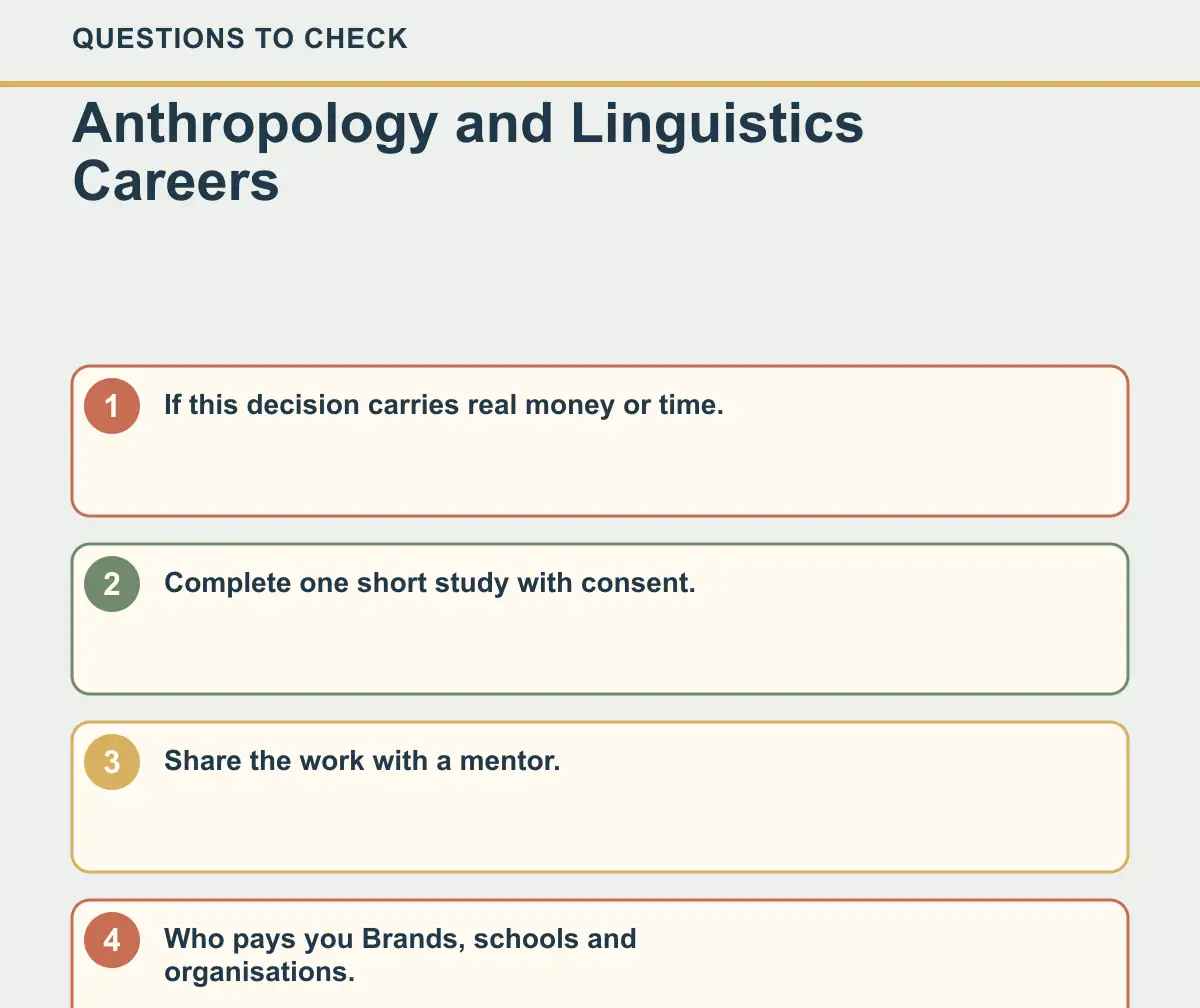 QUESTIONS TO CHECK
Anthropology and Linguistics
Careers
1
If this decision carries real money or time.
2
Complete one short study with consent.
3
Share the work with a mentor.
4
Who pays you Brands, schools and
organisations.